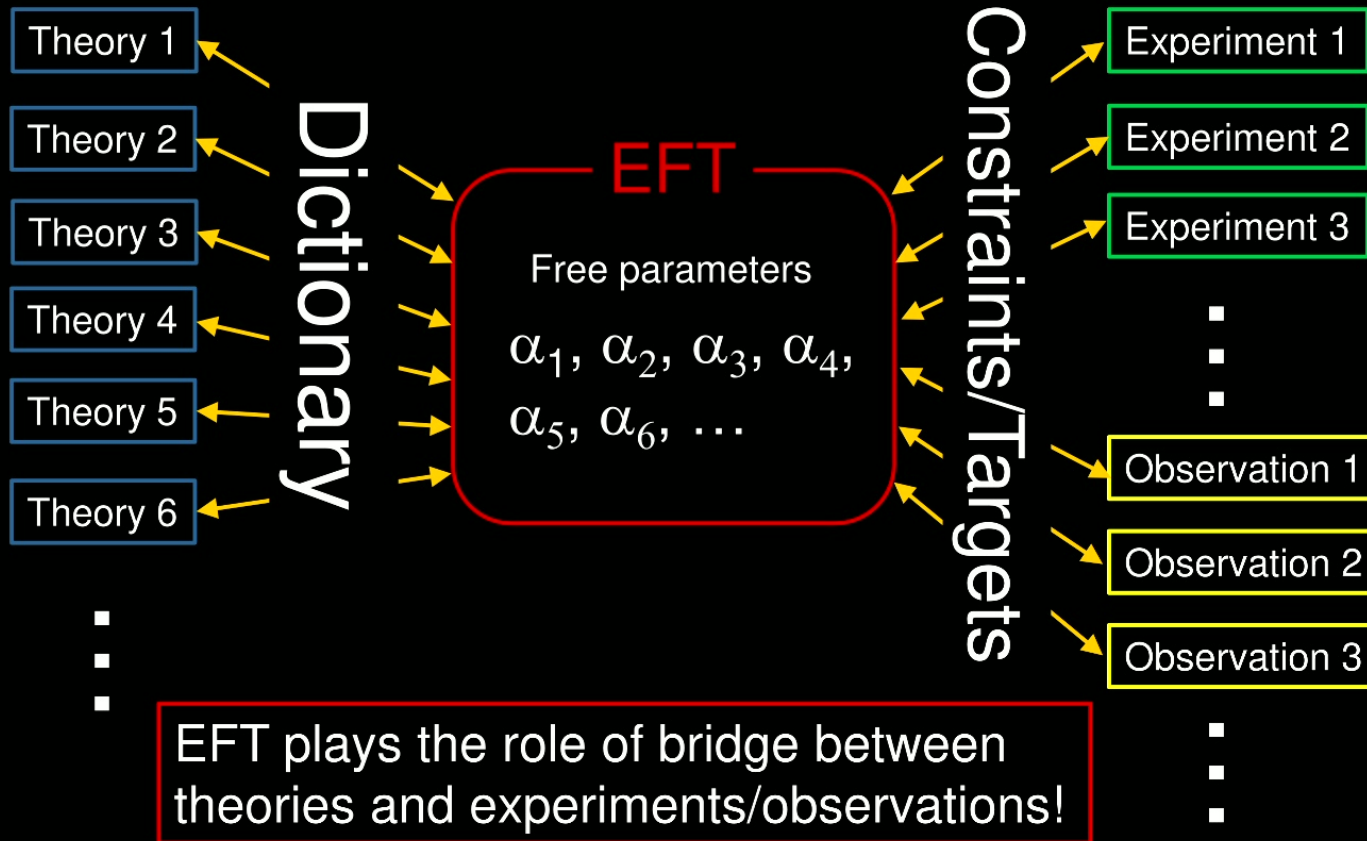 Theory 1
Theory 2
Theory 3
Theory 4
Theory 5
Theory 6
Dictionary
EFT
Free parameters
α₁, α₂, α₃, α₄,
α₅, α₆, …
Constraints/Targets
Experiment 1
Experiment 2
Experiment 3
Observation 1
Observation 2
Observation 3
EFT plays the role of bridge between
theories and experiments/observations!